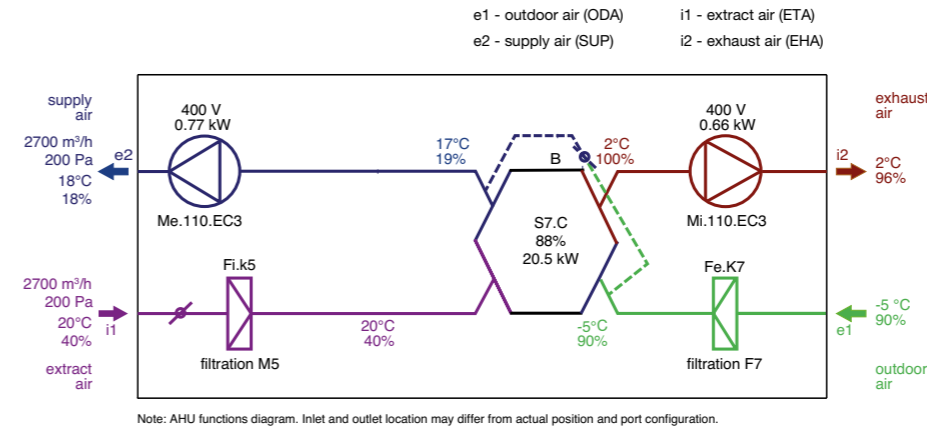 e1 - outdoor air (ODA)
i1 - extract air (ETA)
e2 - supply air (SUP)
i2 - exhaust air (EHA)
supply
air
2700 m³/h
200 Pa
18°C
18%
e2
400 V
0.77 kW
Me.110.EC3
17°C
19%
B
2°C
100%
400 V
0.66 kW
Mi.110.EC3
exhaust
air
i2
2°C
96%
S7.C
88%
20.5 kW
2700 m³/h
200 Pa
20°C
40%
i1
extract
air
Fi.k5
filtration M5
20°C
40%
-5°C
90%
Fe.K7
filtration F7
e1
-5 °C
90%
outdoor
air
Note: AHU functions diagram. Inlet and outlet location may differ from actual position and port configuration.